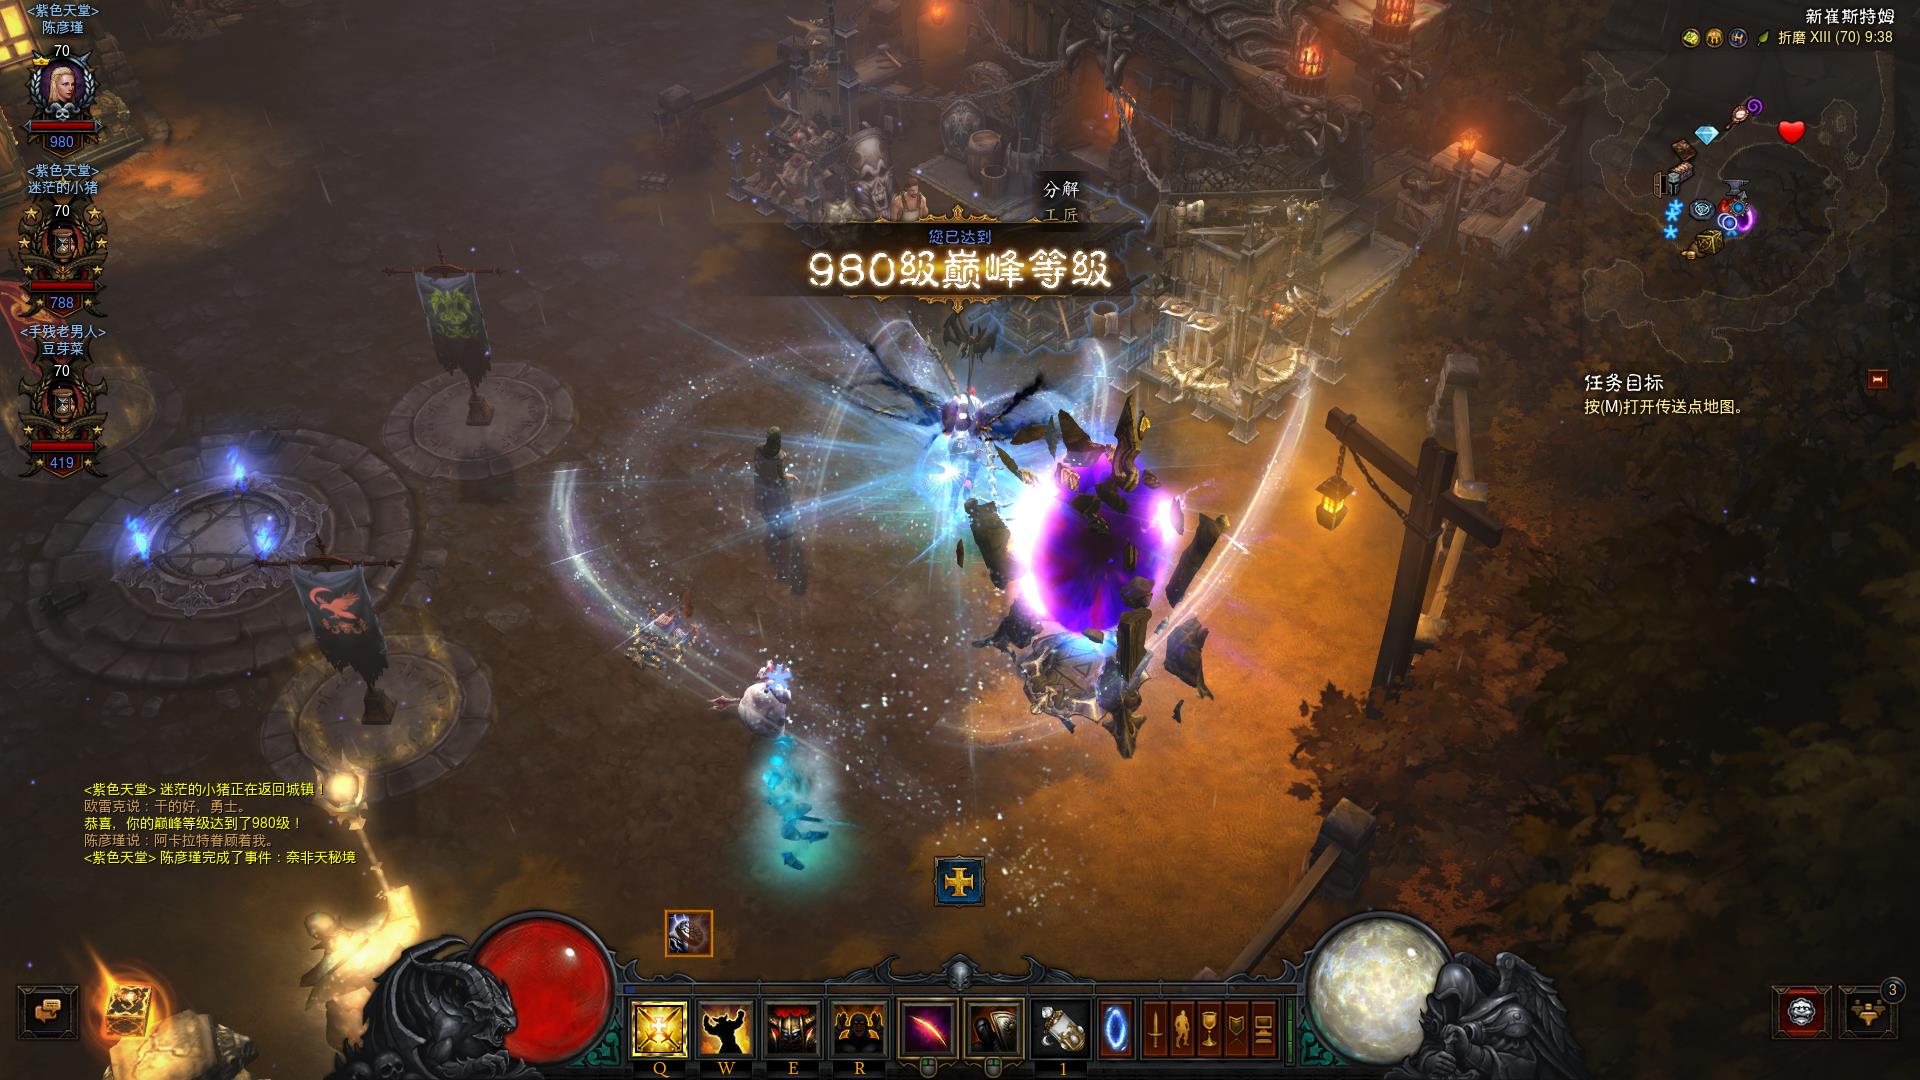 <紫色天堂>
陈彦瑾
70
980
<紫色天堂>
迷茫的小猪
70
788
<手残老男人>
豆芽菜
70
419
新崔斯特姆
折磨 XIII (70) 9:38
分解
工匠
您已达到
980级巅峰等级
任务目标
按(M)打开传送点地图。
<紫色天堂> 迷茫的小猪正在返回城镇！
欧雷克说：干的好，勇士。
恭喜，你的巅峰等级达到了980级！
陈彦瑾说：阿卡拉特眷顾着我。
<紫色天堂> 陈彦瑾完成了事件：奈非天秘境
3
Q W E R 1